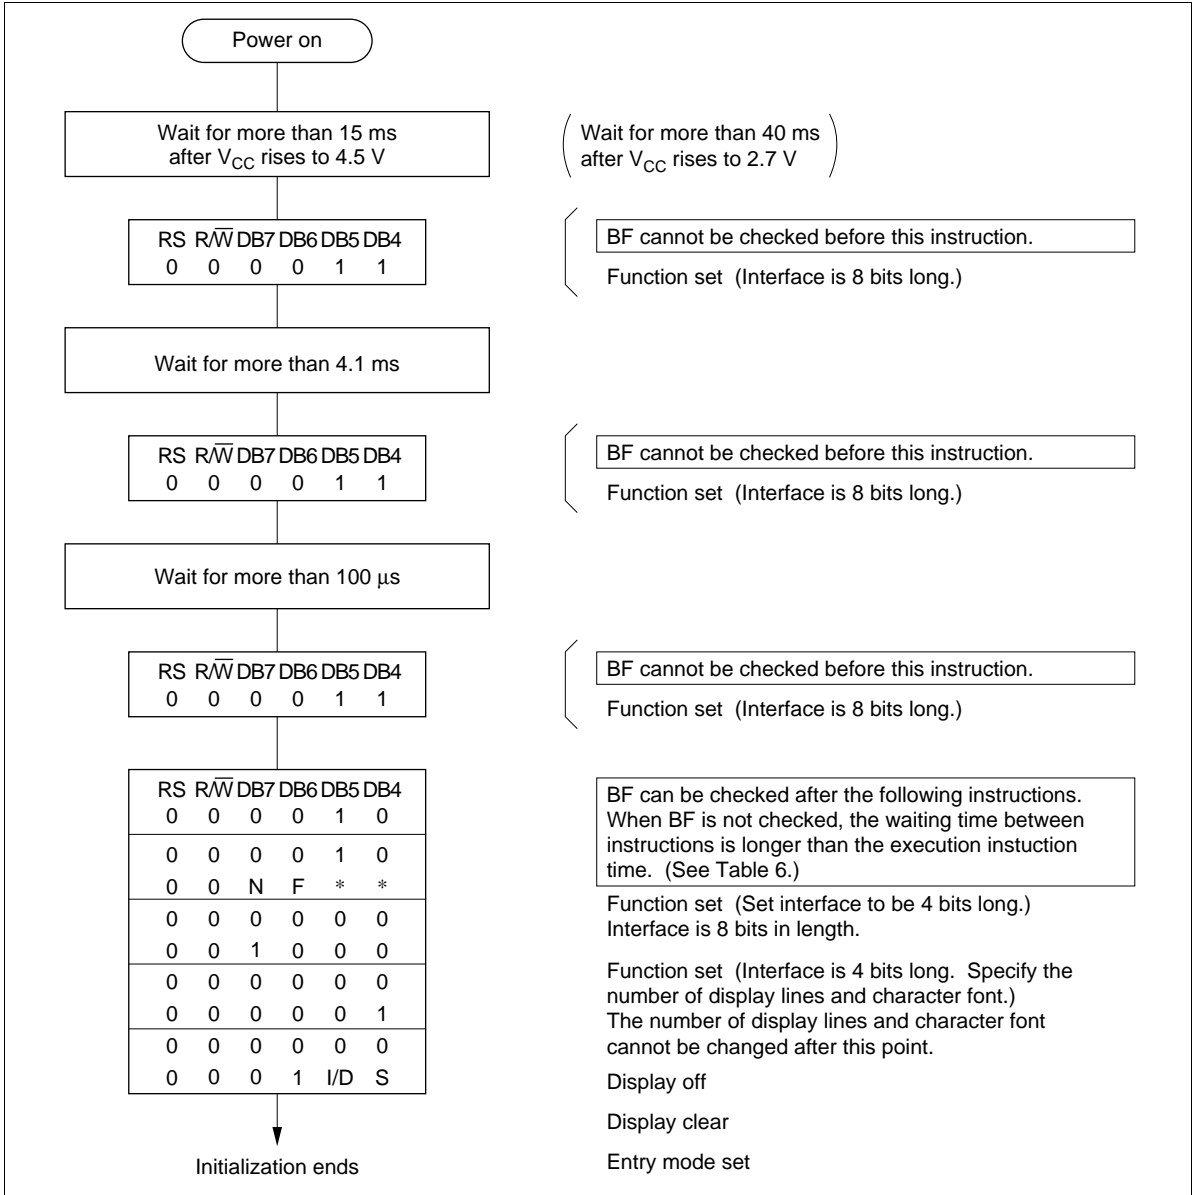 Power on
Wait for more than 15 ms
after VCC rises to 4.5 V
Wait for more than 40 ms
after VCC rises to 2.7 V
RS R/W̅ DB7 DB6 DB5 DB4
0 0 0 0 1 1
BF cannot be checked before this instruction.
Function set (Interface is 8 bits long.)
Wait for more than 4.1 ms
RS R/W̅ DB7 DB6 DB5 DB4
0 0 0 0 1 1
BF cannot be checked before this instruction.
Function set (Interface is 8 bits long.)
Wait for more than 100 µs
RS R/W̅ DB7 DB6 DB5 DB4
0 0 0 0 1 1
BF cannot be checked before this instruction.
Function set (Interface is 8 bits long.)
RS R/W̅ DB7 DB6 DB5 DB4
0 0 0 0 1 0
0 0 0 0 1 0
0 0 N F * *
0 0 0 0 0 0
0 0 1 0 0 0
0 0 0 0 0 0
0 0 0 0 0 1
0 0 0 0 0 0
0 0 0 1 I/D S
BF can be checked after the following instructions.
When BF is not checked, the waiting time between
instructions is longer than the execution instuction
time. (See Table 6.)
Function set (Set interface to be 4 bits long.)
Interface is 8 bits in length.
Function set (Interface is 4 bits long. Specify the
number of display lines and character font.)
The number of display lines and character font
cannot be changed after this point.
Display off
Display clear
Entry mode set
Initialization ends